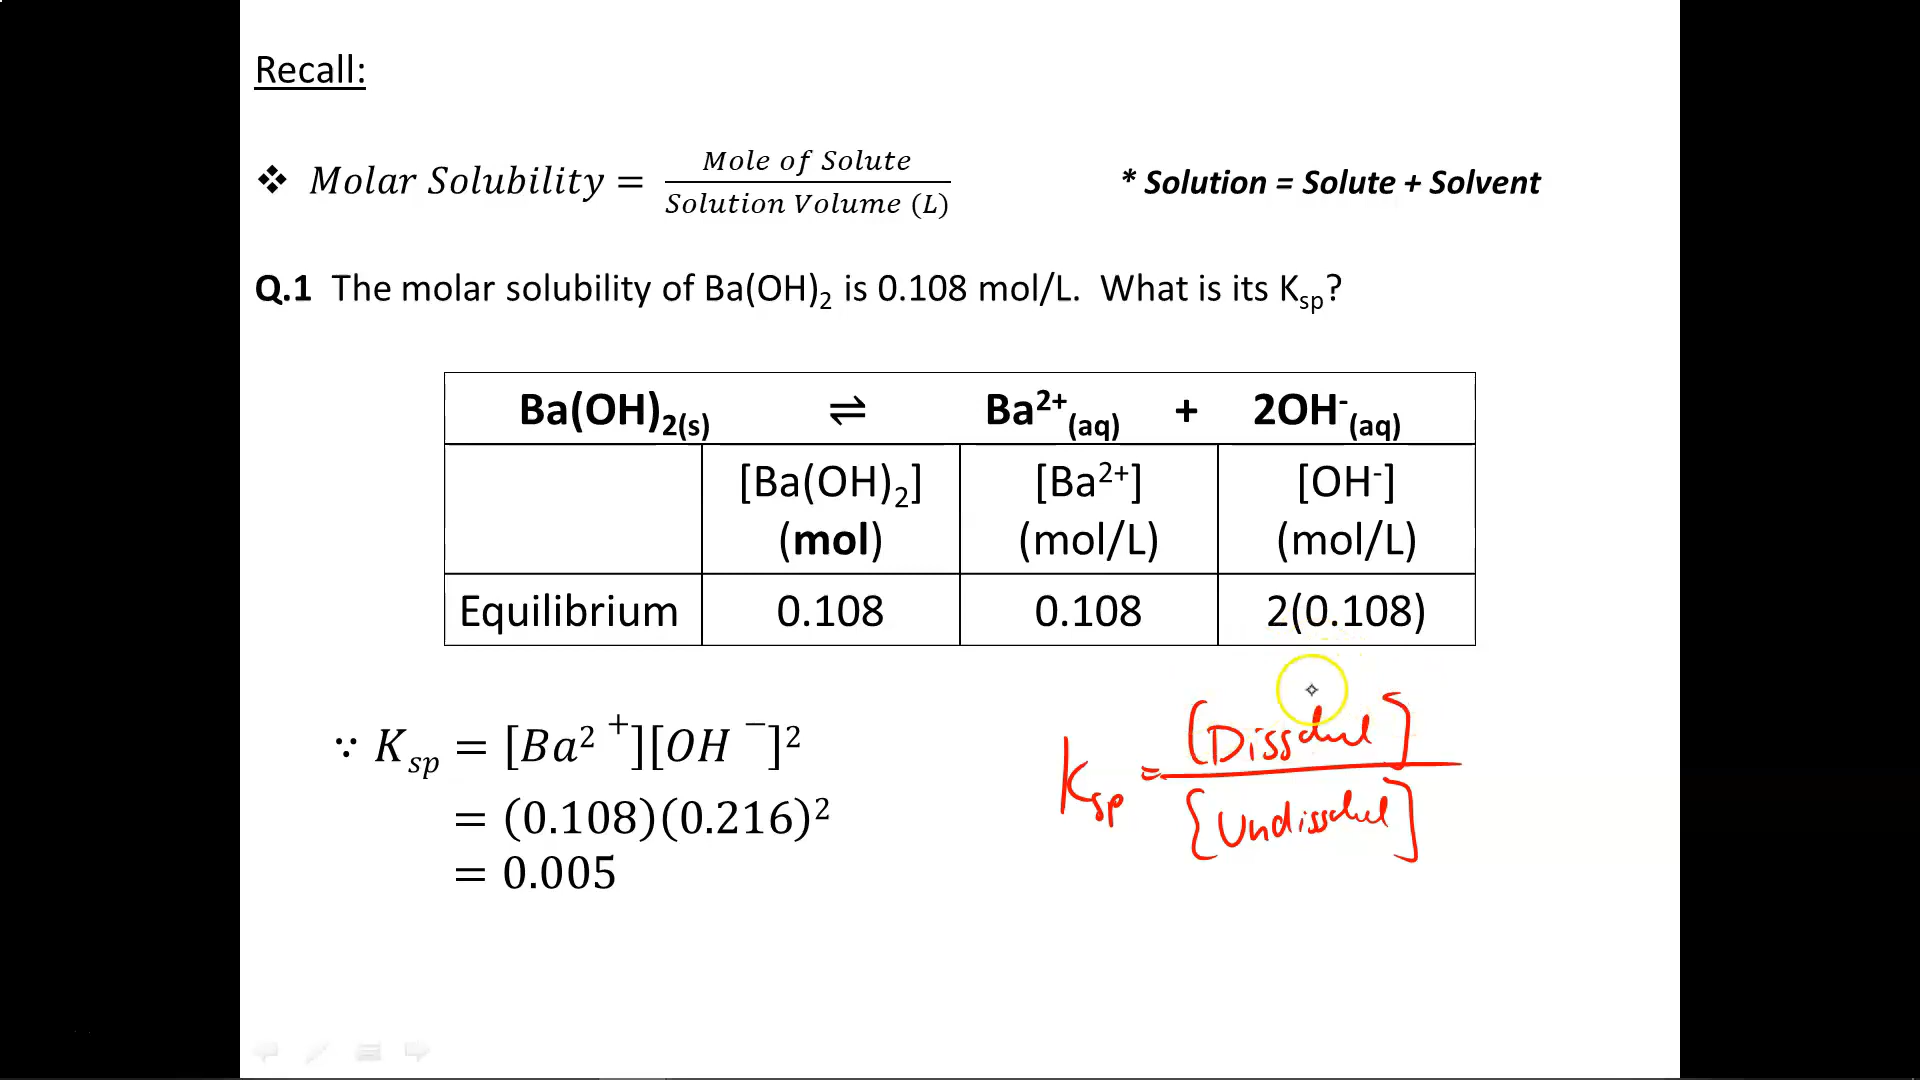 Recall:
❖ Molar Solubility = Mole of Solute / Solution Volume (L)
* Solution = Solute + Solvent
Q.1 The molar solubility of Ba(OH)₂ is 0.108 mol/L. What is its Kₛₚ?
Ba(OH)₂₍ₛ₎ ⇌ Ba²⁺(aq) + 2OH⁻(aq)
[Ba(OH)₂] (mol) [Ba²⁺] (mol/L) [OH⁻] (mol/L)
Equilibrium 0.108 0.108 2(0.108)
∵ Kₛₚ = [Ba²⁺][OH⁻]²
= (0.108)(0.216)²
= 0.005
Ksp =